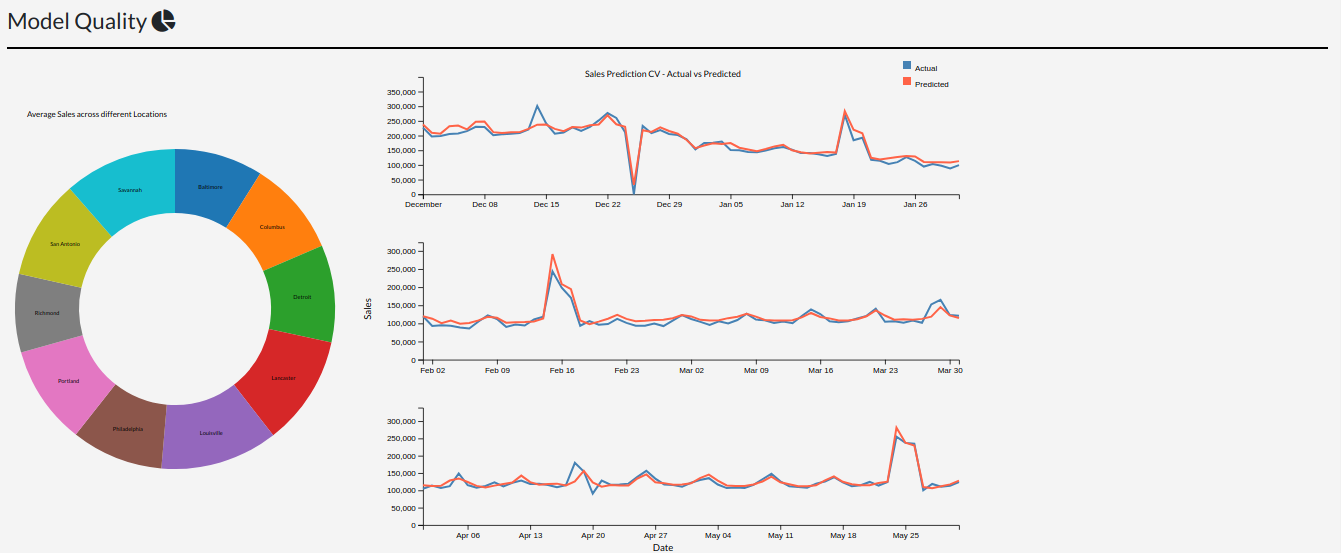 Model Quality
Sales Prediction CV - Actual vs Predicted
Actual
Predicted
Average Sales across different Locations
Savannah
Baltimore
Columbus
San Antonio
Detroit
Richmond
Lancaster
Portland
Philadelphia
Louisville
350,000
300,000
250,000
200,000
150,000
100,000
50,000
0
December Dec 08 Dec 15 Dec 22 Dec 29 Jan 05 Jan 12 Jan 19 Jan 26
Sales
300,000
250,000
200,000
150,000
100,000
50,000
0
Feb 02 Feb 09 Feb 16 Feb 23 Mar 02 Mar 09 Mar 16 Mar 23 Mar 30
300,000
250,000
200,000
150,000
100,000
50,000
0
Apr 06 Apr 13 Apr 20 Apr 27 May 04 May 11 May 18 May 25
Date